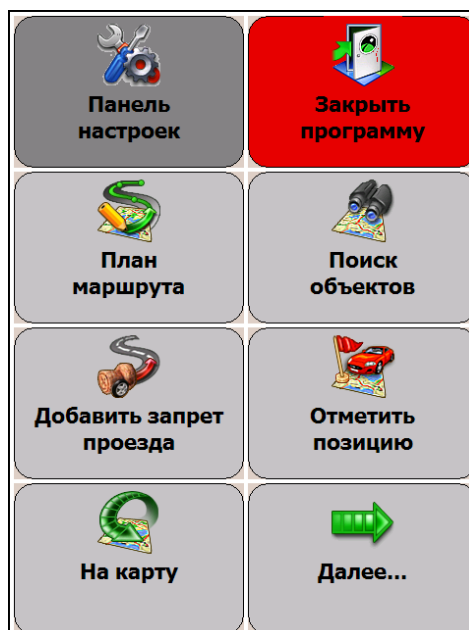 Панель
настроек
Закрыть
программу
План
маршрута
Поиск
объектов
Добавить запрет
проезда
Отметить
позицию
На карту
Далее...